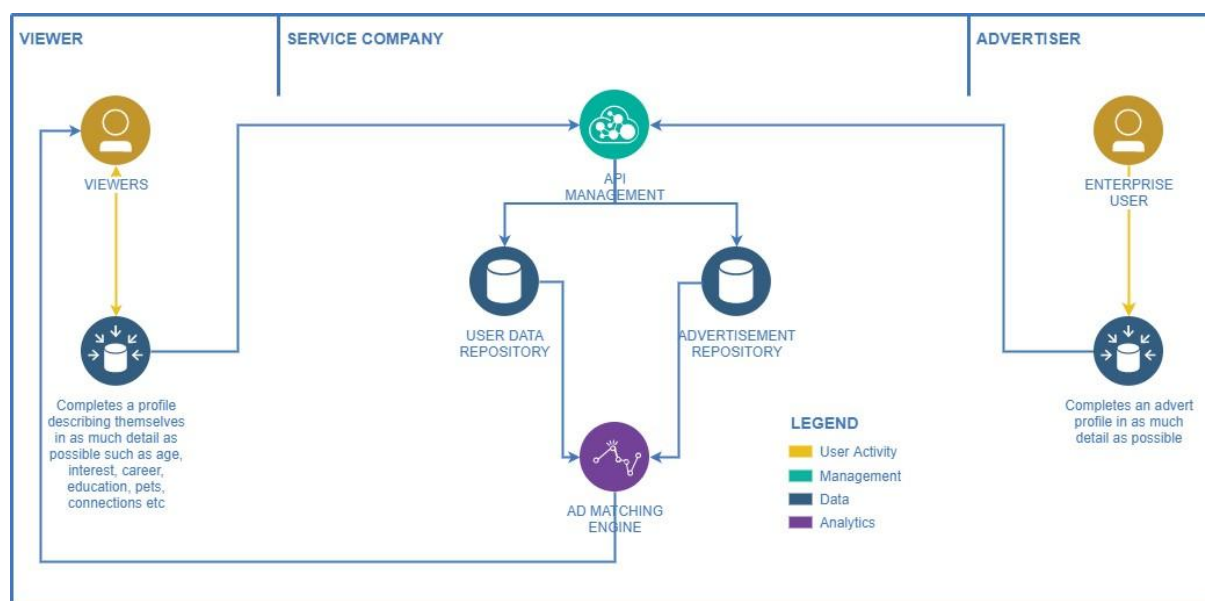 VIEWER
SERVICE COMPANY
ADVERTISER
VIEWERS
API
MANAGEMENT
ENTERPRISE
USER
USER DATA
REPOSITORY
ADVERTISEMENT
REPOSITORY
Completes a profile
describing themselves
in as much detail as
possible such as age,
interest, career,
education, pets,
connections etc
Completes an advert
profile in as much
detail as possible
AD MATCHING
ENGINE
LEGEND
User Activity
Management
Data
Analytics